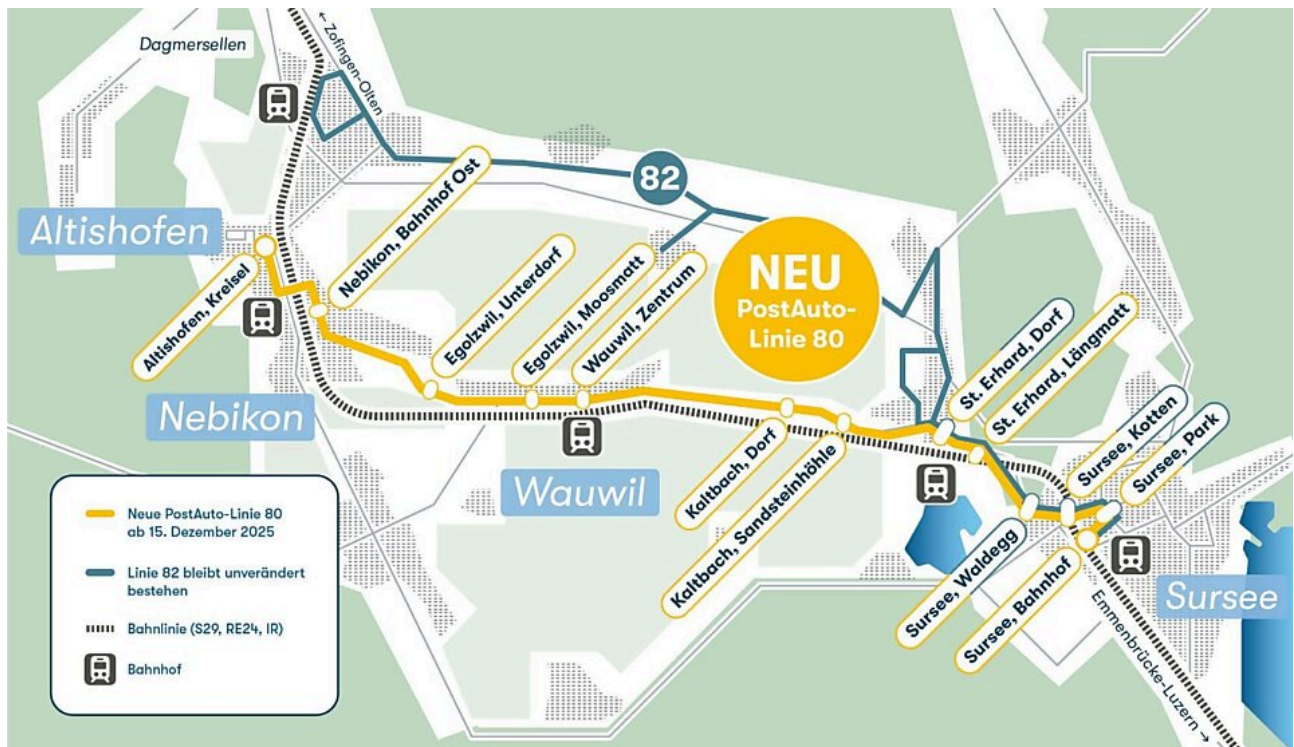 Dagmersellen
← Zofingen-Olten
Altishofen
Altishofen, Kreisel
Nebikon, Bahnhof Ost
Nebikon
Egolzwil, Unterdorf
Egolzwil, Moosmatt
Wauwil, Zentrum
Wauwil
82
NEU
PostAuto-
Linie 80
Kaltbach, Dorf
Kaltbach, Sandsteinhöhle
St. Erhard, Dorf
St. Erhard, Längmatt
Sursee, Waldegg
Sursee, Kotten
Sursee, Park
Sursee, Bahnhof
Sursee
Emmenbrücke-Luzern →
Neue PostAuto-Linie 80
ab 15. Dezember 2025
Linie 82 bleibt unverändert
bestehen
Bahnlinie (S29, RE24, IR)
Bahnhof